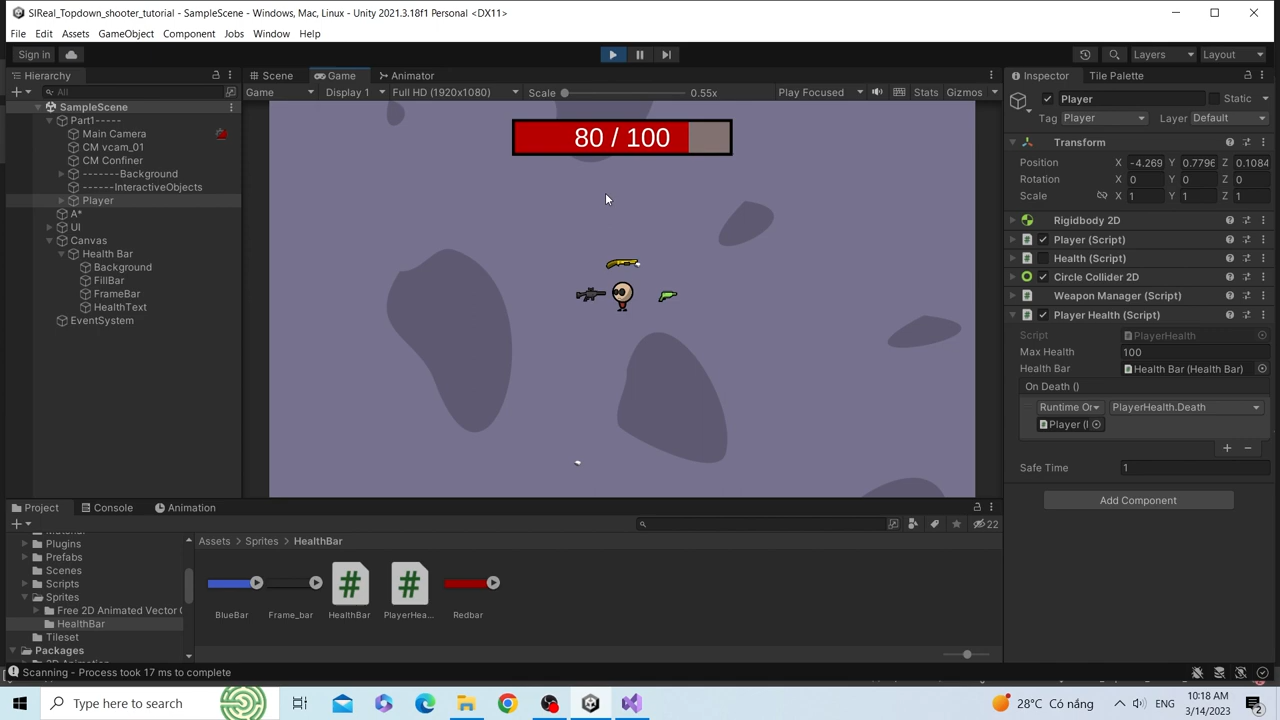 SIReal_Topdown_shooter_tutorial - SampleScene - Windows, Mac, Linux - Unity 2021.3.18f1 Personal <DX11>
File Edit Assets GameObject Component Jobs Window Help
Sign in Layers Layout
Hierarchy Scene Game Animator Inspector Tile Palette
All Game Display 1 Full HD (1920x1080) Scale 0.55x Play Focused Stats Gizmos
Player Static
Tag Player Layer Default
SampleScene
Part1-----
Main Camera
CM vcam_01
CM Confiner
-------Background
------InteractiveObjects
Player
A*
UI
Canvas
Health Bar
Background
FillBar
FrameBar
HealthText
EventSystem
80 / 100
Transform
Position X -4.269 Y 0.7796 Z 0.1084
Rotation X 0 Y 0 Z 0
Scale X 1 Y 1 Z 1
Rigidbody 2D
Player (Script)
Health (Script)
Circle Collider 2D
Weapon Manager (Script)
Player Health (Script)
Script PlayerHealth
Max Health 100
Health Bar Health Bar (Health Bar)
On Death ()
Runtime Or PlayerHealth.Death
Player (
Safe Time 1
Add Component
Project Console Animation
22
Plugins
Prefabs
Scenes
Scripts
Sprites
Free 2D Animated Vector
HealthBar
Tileset
Packages
Assets Sprites HealthBar
BlueBar Frame_bar HealthBar PlayerHea... Redbar
Scanning - Process took 17 ms to complete
Type here to search
28°C Có nắng
ENG
10:18 AM
3/14/2023
2